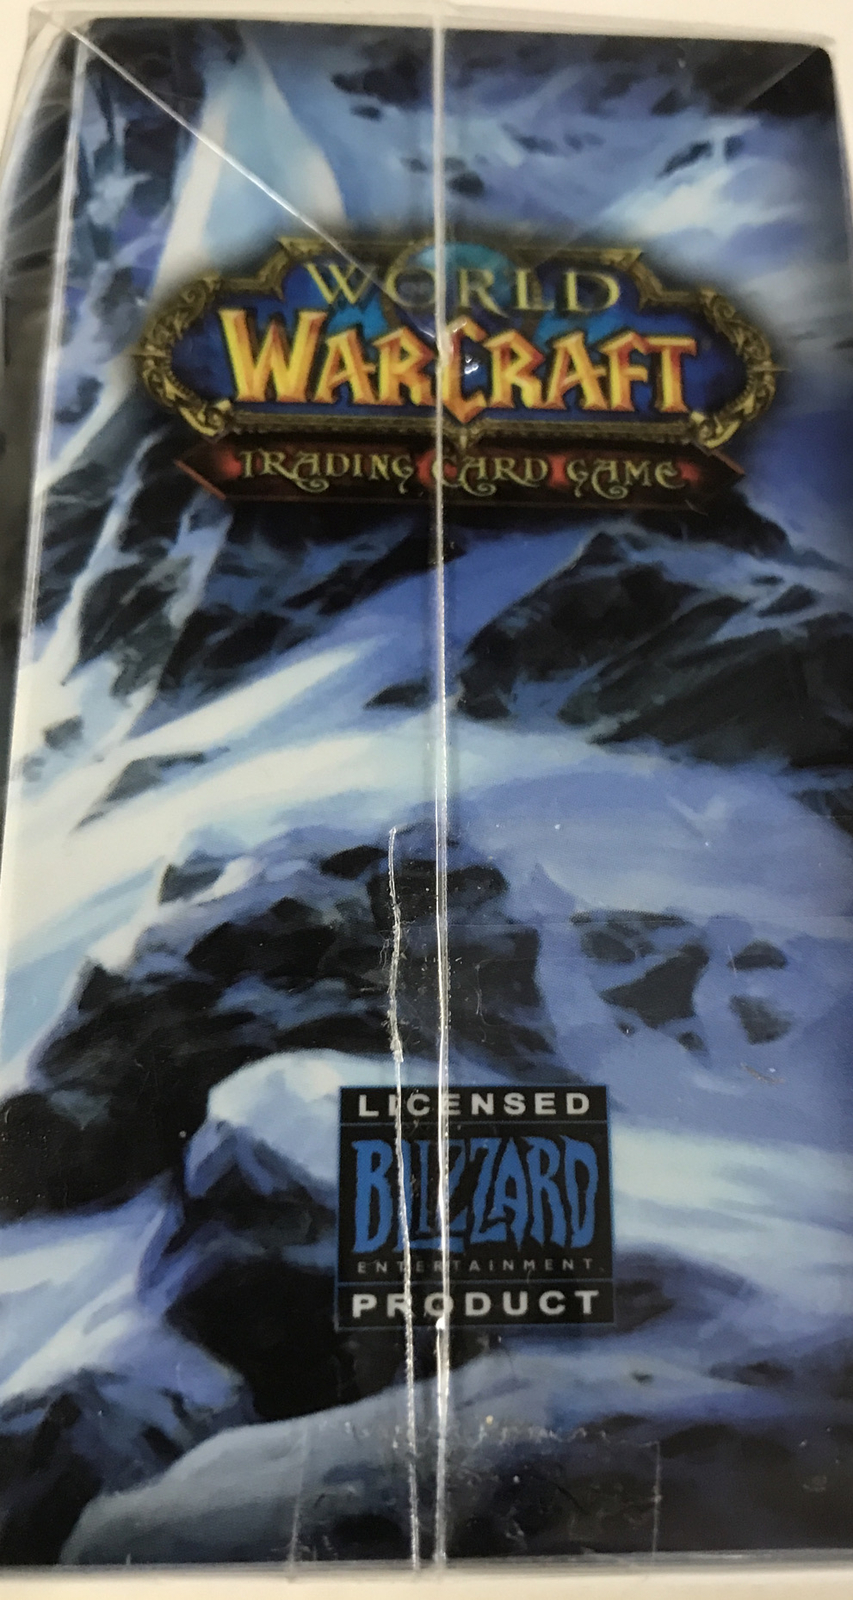 WORLD
WARCRAFT
TRADING CARD GAME
LICENSED
BLIZZARD
ENTERTAINMENT
PRODUCT